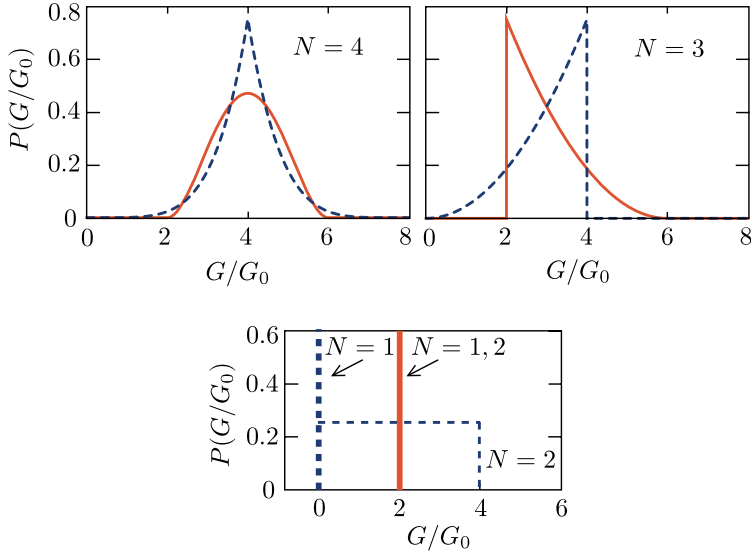 0.8
0.6
0.4
0.2
0
P(G/G₀)
N = 4
0 2 4 6 8
G/G₀
N = 3
0 2 4 6 8
G/G₀
0.6
0.4
0.2
0
P(G/G₀)
N = 1
N = 1, 2
N = 2
0 2 4 6
G/G₀